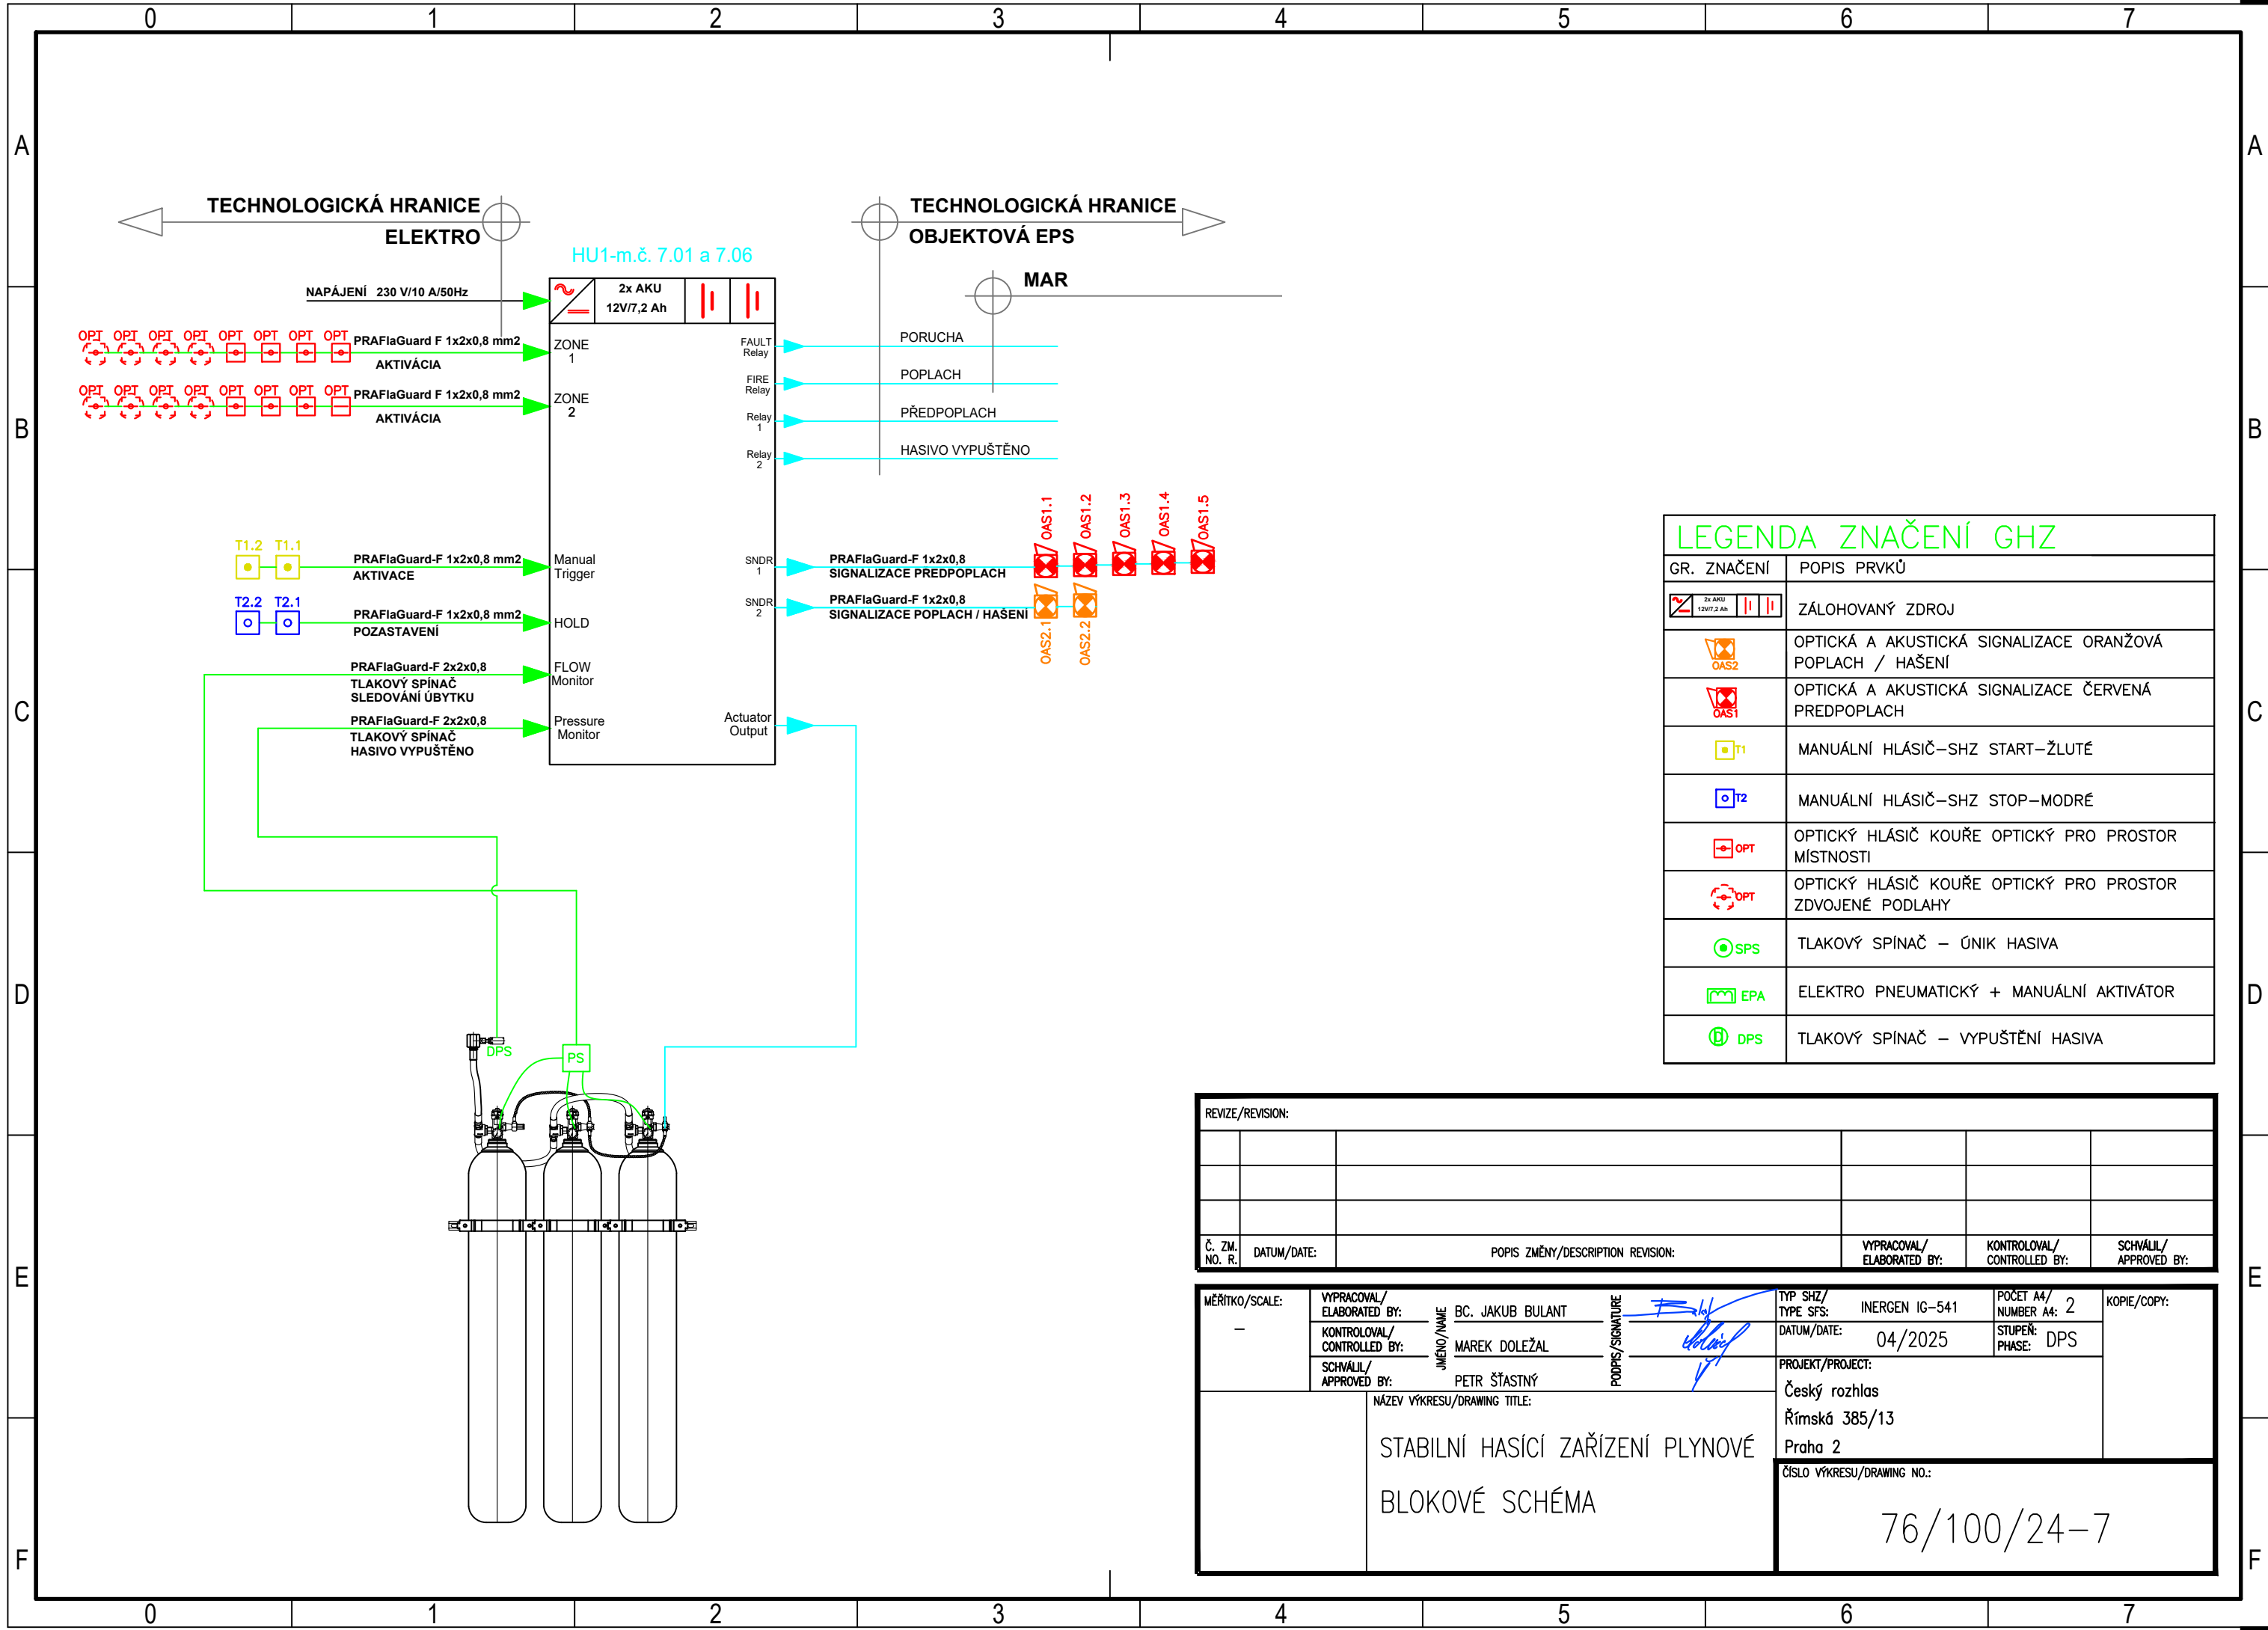 0 1 2 3 4 5 6 7
A A
B B
C C
D D
E E
F F
TECHNOLOGICKÁ HRANICE
ELEKTRO
TECHNOLOGICKÁ HRANICE
OBJEKTOVÁ EPS
MAR
HU1-m.č. 7.01 a 7.06
NAPÁJENÍ 230 V/10 A/50Hz
2x AKU
12V/7,2 Ah
OPT OPT OPT OPT OPT OPT OPT OPT
PRAFlaGuard F 1x2x0,8 mm2
AKTIVÁCIA
ZONE
1
OPT OPT OPT OPT OPT OPT OPT OPT
PRAFlaGuard F 1x2x0,8 mm2
AKTIVÁCIA
ZONE
2
FAULT
Relay
PORUCHA
FIRE
Relay
POPLACH
Relay
1
PŘEDPOPLACH
Relay
2
HASIVO VYPUŠTĚNO
T1.2 T1.1
PRAFlaGuard-F 1x2x0,8 mm2
AKTIVACE
Manual
Trigger
T2.2 T2.1
PRAFlaGuard-F 1x2x0,8 mm2
POZASTAVENÍ
HOLD
PRAFlaGuard-F 2x2x0,8
TLAKOVÝ SPÍNAČ
SLEDOVÁNÍ ÚBYTKU
FLOW
Monitor
PRAFlaGuard-F 2x2x0,8
TLAKOVÝ SPÍNAČ
HASIVO VYPUŠTĚNO
Pressure
Monitor
Actuator
Output
SNDR
1
PRAFlaGuard-F 1x2x0,8
SIGNALIZACE PREDPOPLACH
OAS1.1 OAS1.2 OAS1.3 OAS1.4 OAS1.5
SNDR
2
PRAFlaGuard-F 1x2x0,8
SIGNALIZACE POPLACH / HAŠENÍ
OAS2.1 OAS2.2
DPS
PS
LEGENDA ZNAČENÍ GHZ
GR. ZNAČENÍ POPIS PRVKŮ
2x AKU
12V/7,2 Ah
ZÁLOHOVANÝ ZDROJ
OAS2
OPTICKÁ A AKUSTICKÁ SIGNALIZACE ORANŽOVÁ
POPLACH / HAŠENÍ
OAS1
OPTICKÁ A AKUSTICKÁ SIGNALIZACE ČERVENÁ
PREDPOPLACH
T1 MANUÁLNÍ HLÁSIČ–SHZ START–ŽLUTÉ
T2 MANUÁLNÍ HLÁSIČ–SHZ STOP–MODRÉ
OPT
OPTICKÝ HLÁSIČ KOUŘE OPTICKÝ PRO PROSTOR
MÍSTNOSTI
OPT
OPTICKÝ HLÁSIČ KOUŘE OPTICKÝ PRO PROSTOR
ZDVOJENÉ PODLAHY
SPS TLAKOVÝ SPÍNAČ – ÚNIK HASIVA
EPA ELEKTRO PNEUMATICKÝ + MANUÁLNÍ AKTIVÁTOR
DPS TLAKOVÝ SPÍNAČ – VYPUŠTĚNÍ HASIVA
REVIZE/REVISION:
Č. ZM.
NO. R.
DATUM/DATE:
POPIS ZMĚNY/DESCRIPTION REVISION:
VYPRACOVAL/
ELABORATED BY:
KONTROLOVAL/
CONTROLLED BY:
SCHVÁLIL/
APPROVED BY:
MĚŘÍTKO/SCALE:
–
VYPRACOVAL/
ELABORATED BY:
KONTROLOVAL/
CONTROLLED BY:
SCHVÁLIL/
APPROVED BY:
JMÉNO/NAME
BC. JAKUB BULANT
MAREK DOLEŽAL
PETR ŠŤASTNÝ
PODPIS/SIGNATURE
TYP SHZ/
TYPE SFS:
INERGEN IG–541
POČET A4/
NUMBER A4: 2
KOPIE/COPY:
DATUM/DATE:
04/2025
STUPEŇ:
PHASE: DPS
PROJEKT/PROJECT:
Český rozhlas
Římská 385/13
Praha 2
NÁZEV VÝKRESU/DRAWING TITLE:
STABILNÍ HASÍCÍ ZAŘÍZENÍ PLYNOVÉ
BLOKOVÉ SCHÉMA
ČÍSLO VÝKRESU/DRAWING NO.:
76/100/24–7
0 1 2 3 4 5 6 7